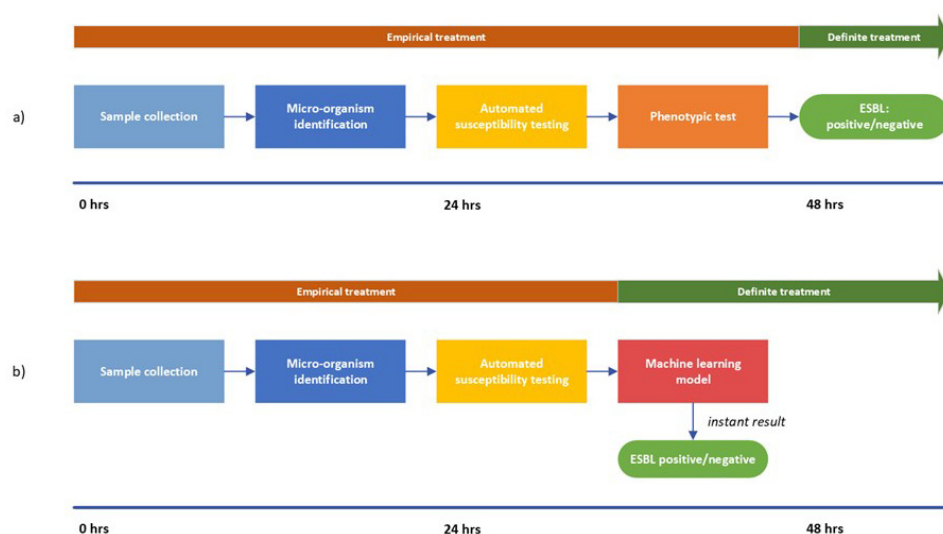 Empirical treatment Definite treatment
a)
Sample collection
Micro-organism
identification
Automated
susceptibility testing
Phenotypic test
ESBL:
positive/negative
0 hrs 24 hrs 48 hrs
Empirical treatment Definite treatment
b)
Sample collection
Micro-organism
identification
Automated
susceptibility testing
Machine learning
model
instant result
ESBL positive/negative
0 hrs 24 hrs 48 hrs